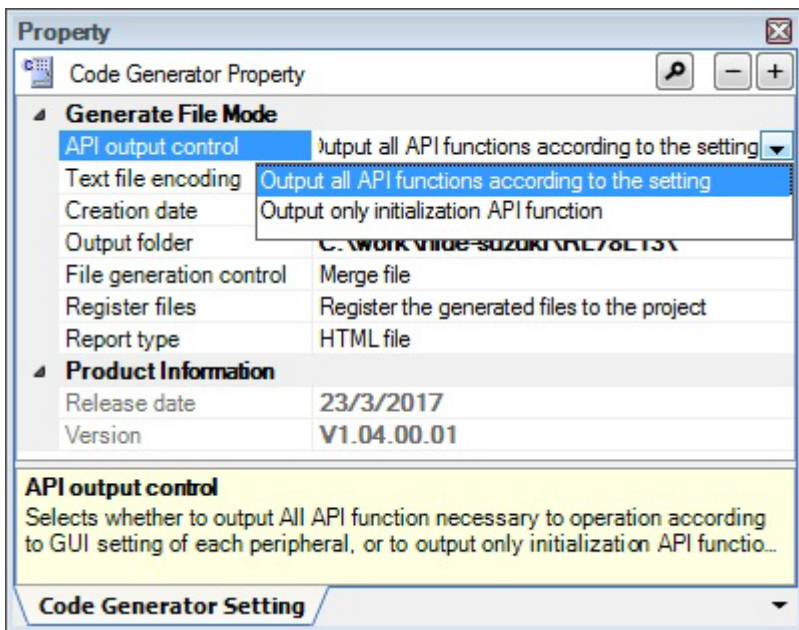 Property
Code Generator Property
Generate File Mode
API output control Output all API functions according to the setting
Text file encoding Output all API functions according to the setting
Creation date Output only initialization API function
Output folder
File generation control Merge file
Register files Register the generated files to the project
Report type HTML file
Product Information
Release date 23/3/2017
Version V1.04.00.01
API output control
Selects whether to output All API function necessary to operation according
to GUI setting of each peripheral, or to output only initialization API functio...
Code Generator Setting